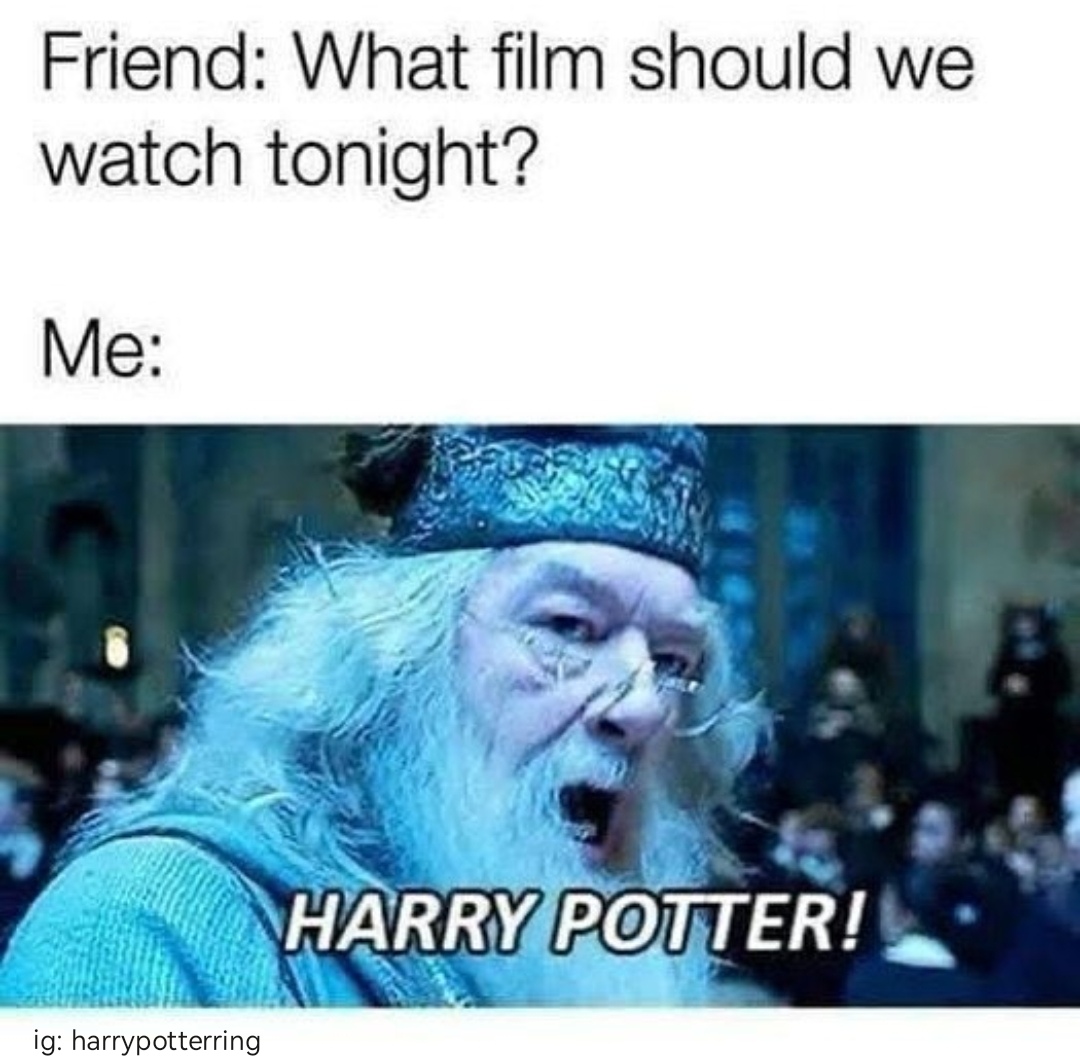 Friend: What film should we
watch tonight?
Me:
HARRY POTTER!
ig: harrypotterring